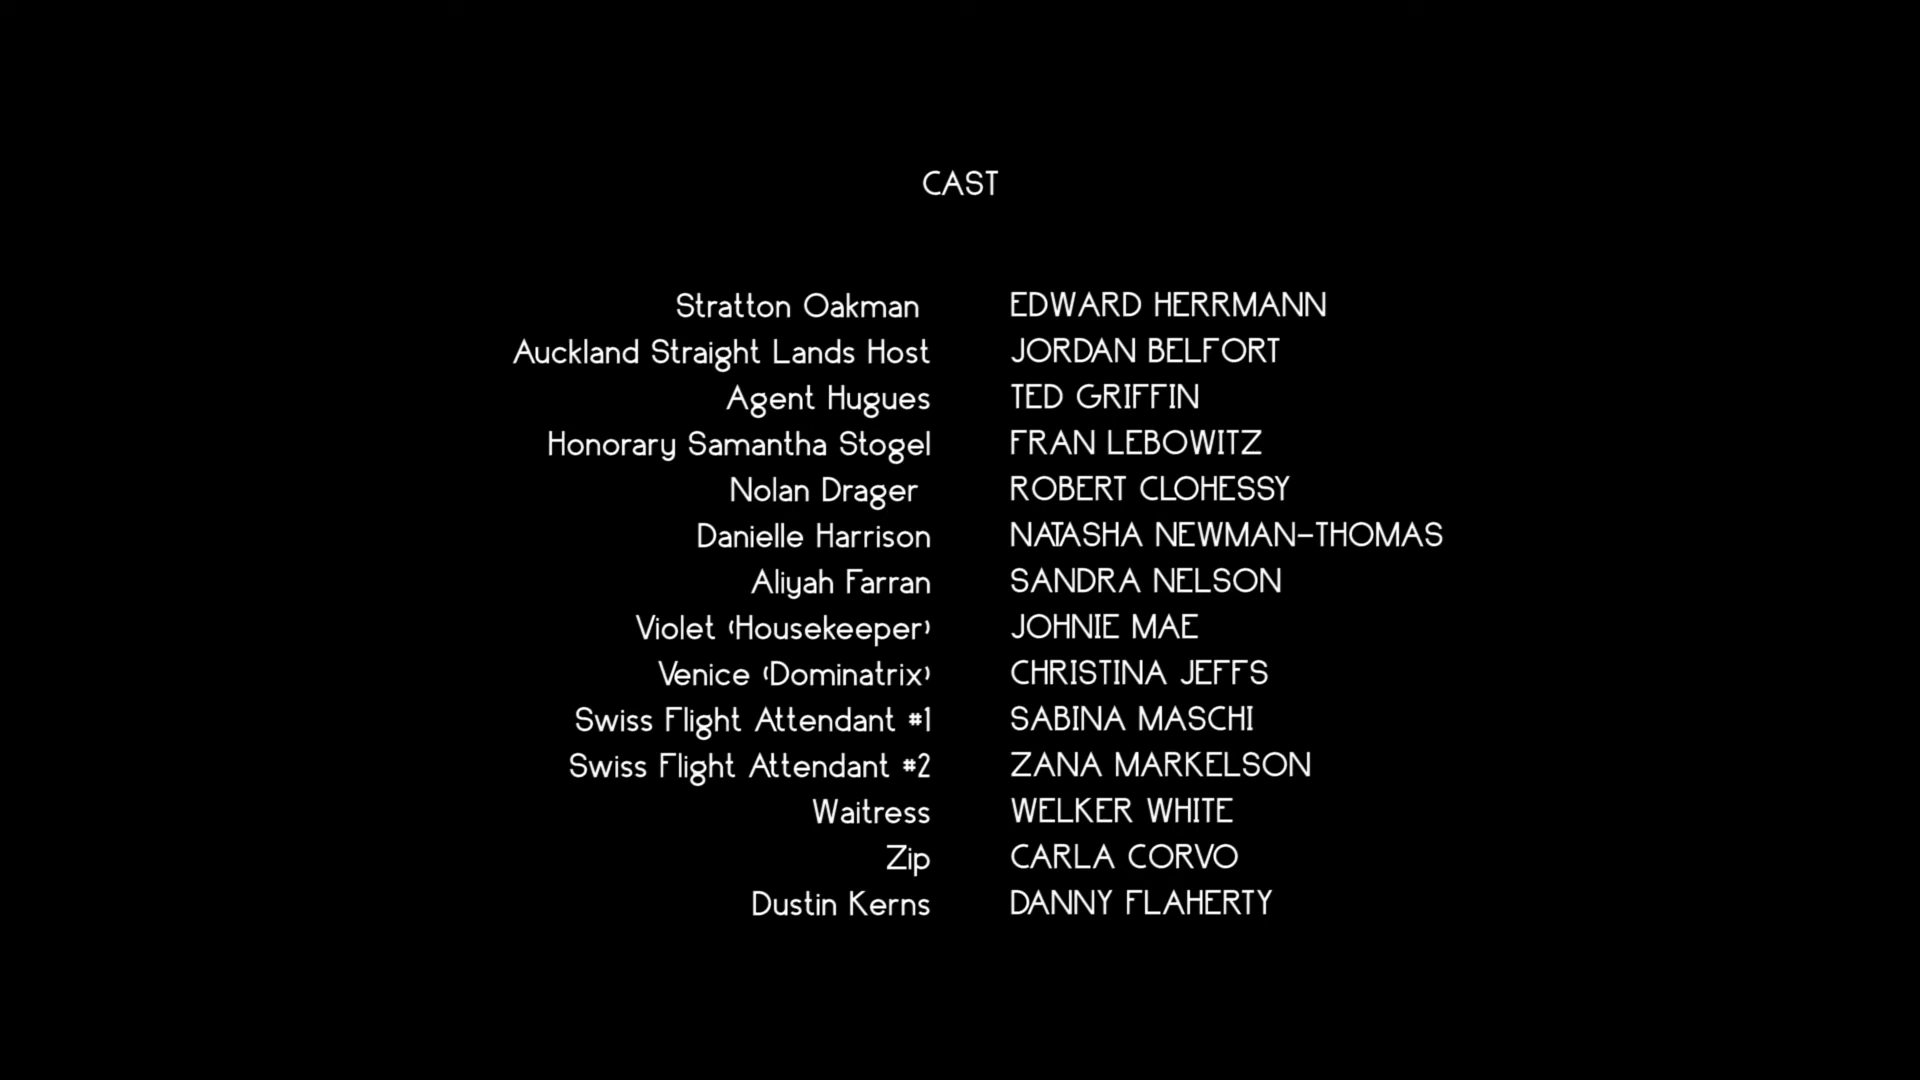 CAST
Stratton Oakman EDWARD HERRMANN
Auckland Straight Lands Host JORDAN BELFORT
Agent Hugues TED GRIFFIN
Honorary Samantha Stogel FRAN LEBOWITZ
Nolan Drager ROBERT CLOHESSY
Danielle Harrison NATASHA NEWMAN-THOMAS
Aliyah Farran SANDRA NELSON
Violet (Housekeeper) JOHNIE MAE
Venice (Dominatrix) CHRISTINA JEFFS
Swiss Flight Attendant #1 SABINA MASCHI
Swiss Flight Attendant #2 ZANA MARKELSON
Waitress WELKER WHITE
Zip CARLA CORVO
Dustin Kerns DANNY FLAHERTY